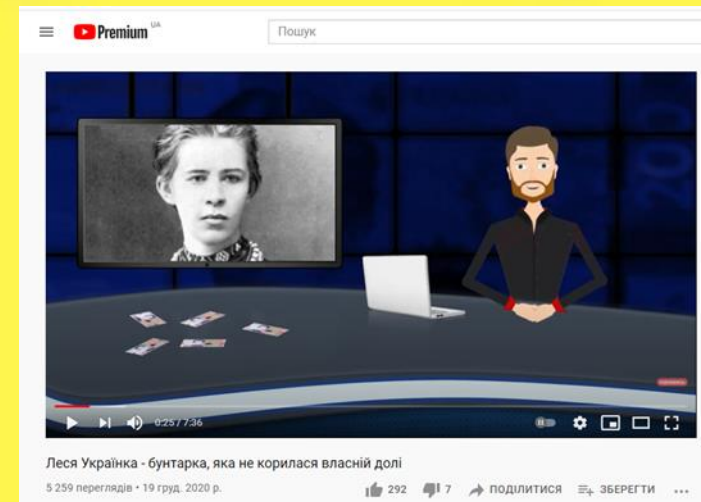 Premium UA
Пошук
0:25 / 7:36
Леся Українка - бунтарка, яка не корилася власній долі
5 259 переглядів • 19 груд. 2020 р.
292 7 ПОДІЛИТИСЯ ЗБЕРЕГТИ ...